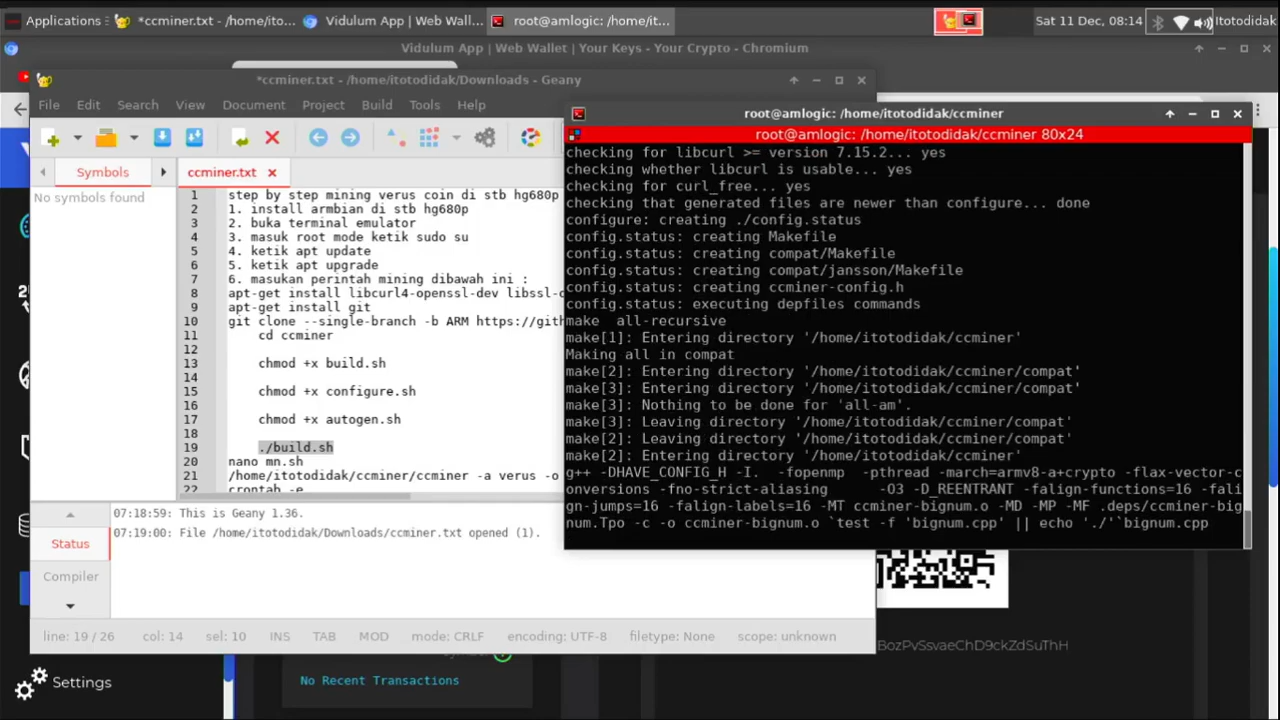 Applications
*ccminer.txt - /home/ito...
Vidulum App | Web Wall...
root@amlogic: /home/it...
Sat 11 Dec, 08:14
Itotodidak
Vidulum App | Web Wallet | Your Keys - Your Crypto - Chromium
*ccminer.txt - /home/itotodidak/Downloads - Geany
File Edit Search View Document Project Build Tools Help
Symbols
ccminer.txt
No symbols found
1 step by step mining verus coin di stb hg680p
2 1. install armbian di stb hg680p
3 2. buka terminal emulator
4 3. masuk root mode ketik sudo su
5 4. ketik apt update
6 5. ketik apt upgrade
7 6. masukan perintah mining dibawah ini :
8 apt-get install libcurl4-openssl-dev libssl-
9 apt-get install git
10 git clone --single-branch -b ARM https://gith
11 cd ccminer
12
13 chmod +x build.sh
14
15 chmod +x configure.sh
16
17 chmod +x autogen.sh
18
19 ./build.sh
20 nano mn.sh
21 /home/itotodidak/ccminer/ccminer -a verus -o
22 crontab -e
root@amlogic: /home/itotodidak/ccminer
root@amlogic: /home/itotodidak/ccminer 80x24
checking for libcurl >= version 7.15.2... yes
checking whether libcurl is usable... yes
checking for curl_free... yes
checking that generated files are newer than configure... done
configure: creating ./config.status
config.status: creating Makefile
config.status: creating compat/Makefile
config.status: creating compat/jansson/Makefile
config.status: creating ccminer-config.h
config.status: executing depfiles commands
make  all-recursive
make[1]: Entering directory '/home/itotodidak/ccminer'
Making all in compat
make[2]: Entering directory '/home/itotodidak/ccminer/compat'
make[3]: Entering directory '/home/itotodidak/ccminer/compat'
make[3]: Nothing to be done for 'all-am'.
make[3]: Leaving directory '/home/itotodidak/ccminer/compat'
make[2]: Leaving directory '/home/itotodidak/ccminer/compat'
make[2]: Entering directory '/home/itotodidak/ccminer'
g++ -DHAVE_CONFIG_H -I.  -fopenmp  -pthread -march=armv8-a+crypto -flax-vector-c
onversions -fno-strict-aliasing     -O3 -D_REENTRANT -falign-functions=16 -fali
gn-jumps=16 -falign-labels=16 -MT ccminer-bignum.o -MD -MP -MF .deps/ccminer-big
num.Tpo -c -o ccminer-bignum.o `test -f 'bignum.cpp' || echo './'`bignum.cpp
Status
Compiler
07:18:59: This is Geany 1.36.
07:19:00: File /home/itotodidak/Downloads/ccminer.txt opened (1).
line: 19 / 26 col: 14 sel: 10 INS TAB MOD mode: CRLF encoding: UTF-8 filetype: None scope: unknown
BozPvSsvaeChD9ckZdSuThH
No Recent Transactions
Settings